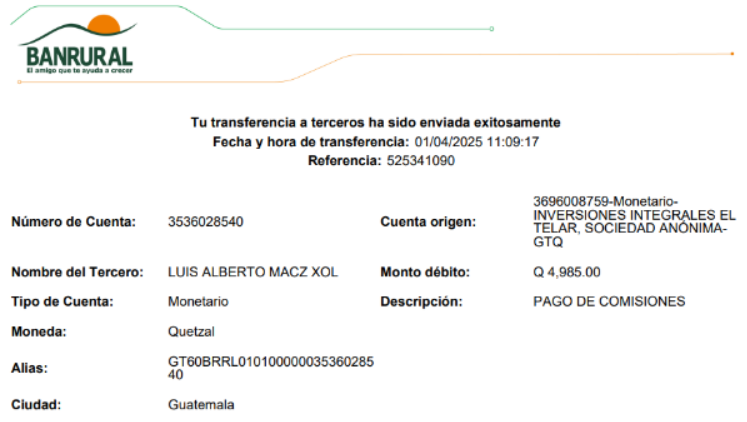 BANRURAL
El amigo que te ayuda a crecer
Tu transferencia a terceros ha sido enviada exitosamente
Fecha y hora de transferencia: 01/04/2025 11:09:17
Referencia: 525341090
Número de Cuenta: 3536028540
Cuenta origen: 3696008759-Monetario-
INVERSIONES INTEGRALES EL
TELAR, SOCIEDAD ANÓNIMA-
GTQ
Nombre del Tercero: LUIS ALBERTO MACZ XOL
Monto débito: Q 4,985.00
Tipo de Cuenta: Monetario
Descripción: PAGO DE COMISIONES
Moneda: Quetzal
Alias: GT60BRRL010100000035360285
40
Ciudad: Guatemala